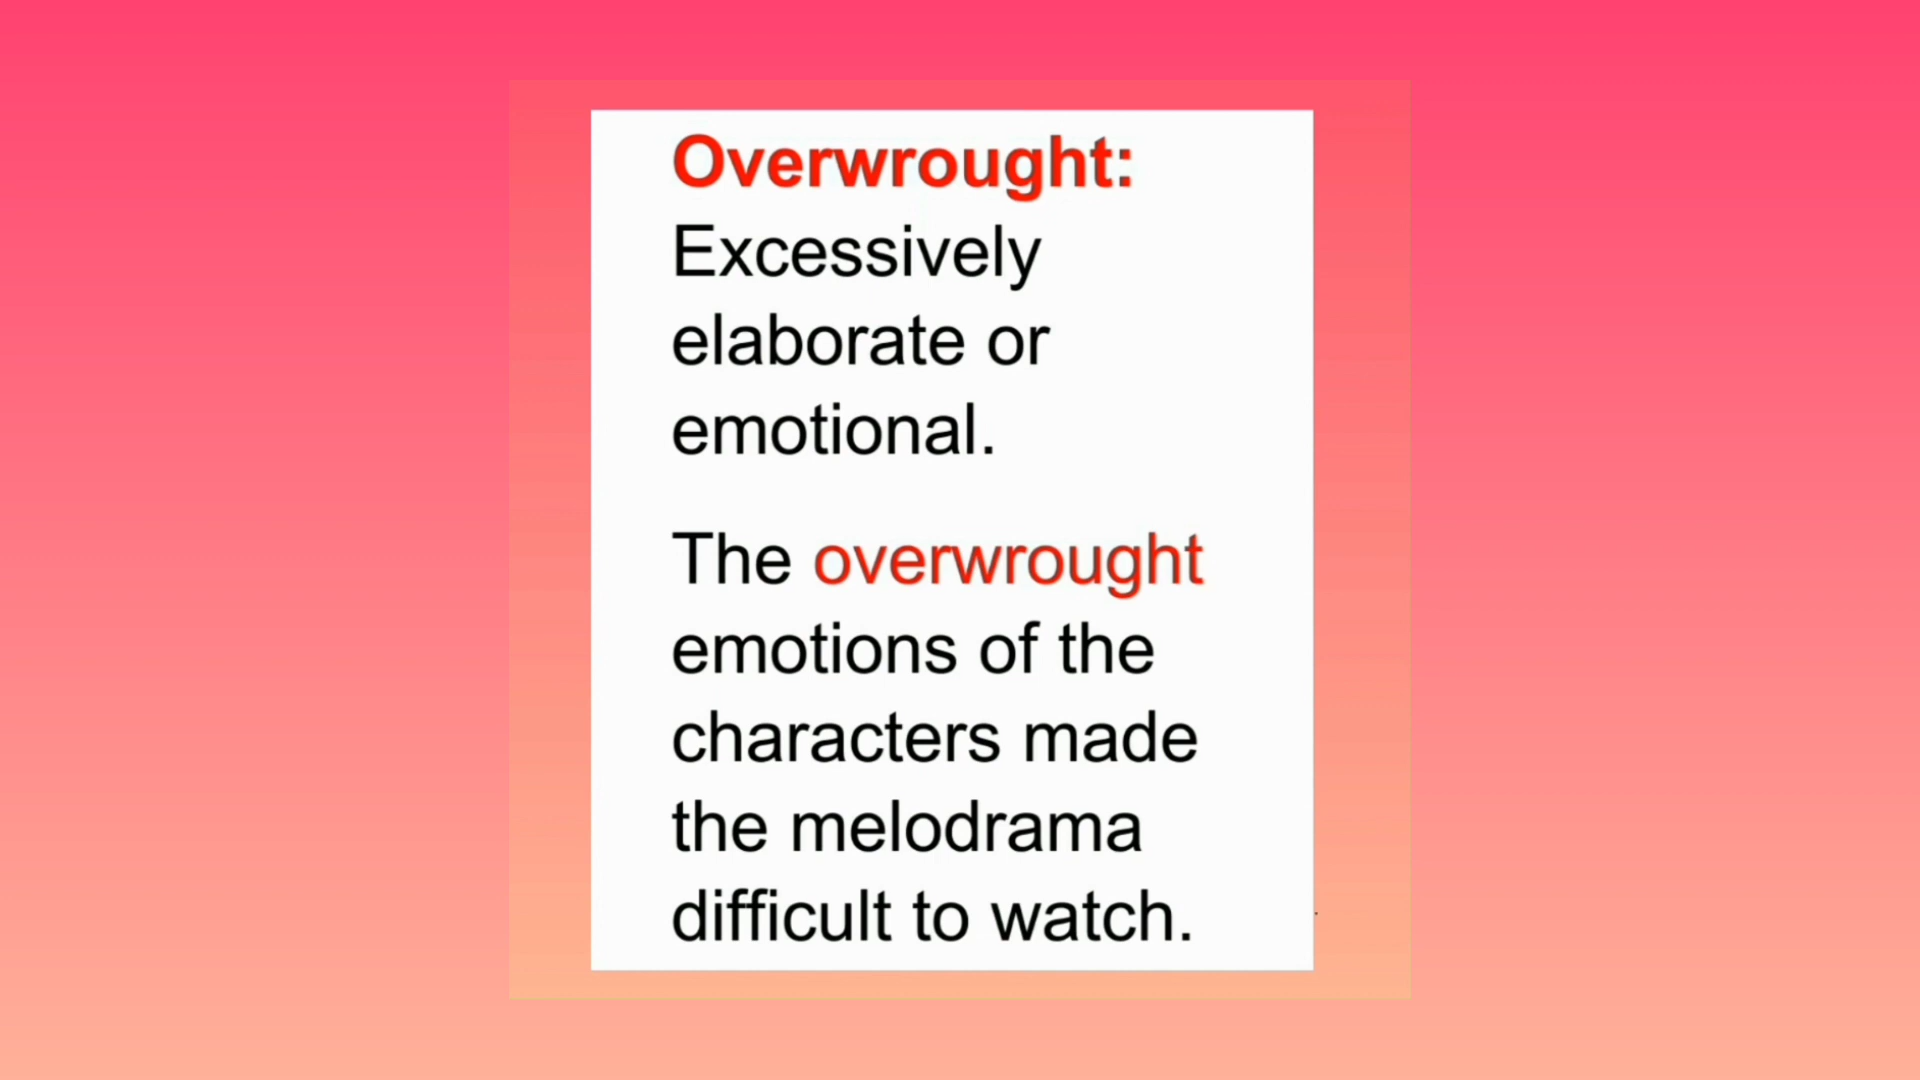 Overwrought:
Excessively
elaborate or
emotional.
The overwrought
emotions of the
characters made
the melodrama
difficult to watch.